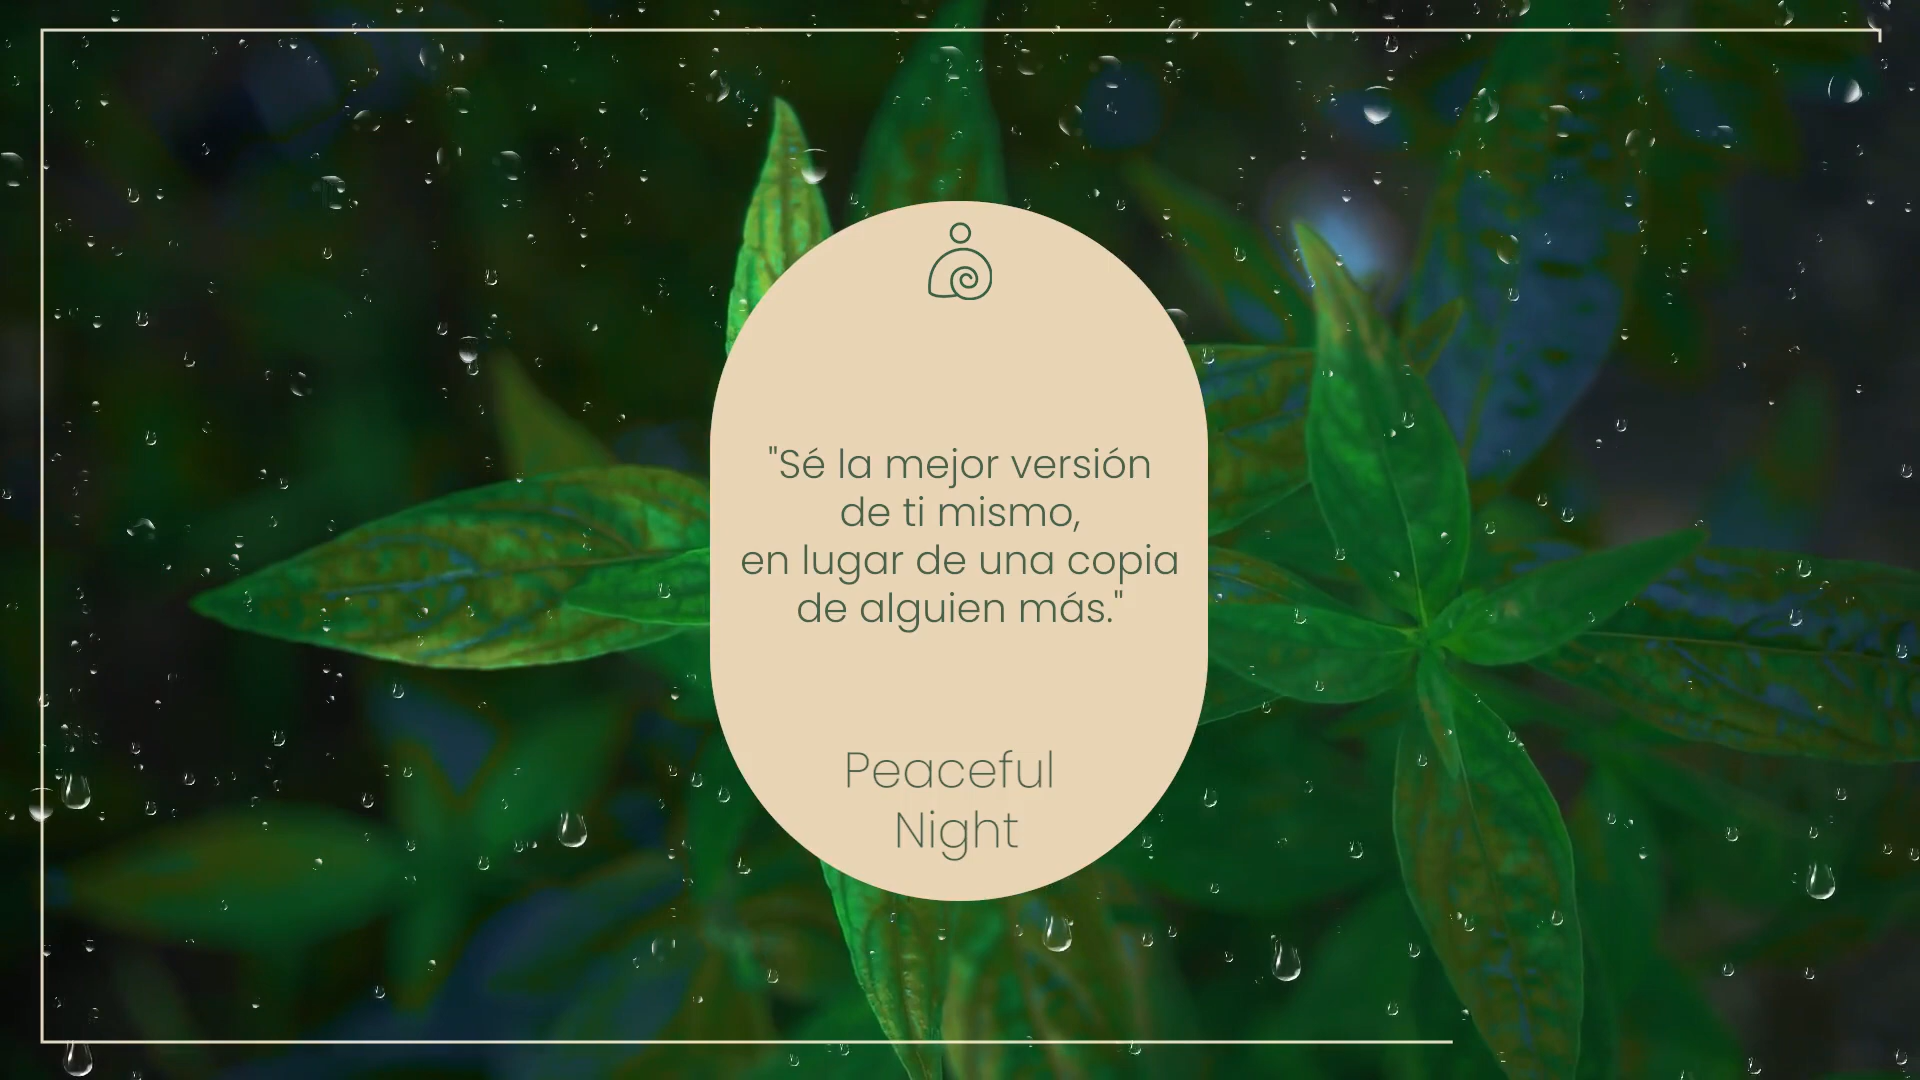 "Sé la mejor versión
de ti mismo,
en lugar de una copia
de alguien más."
Peaceful
Night